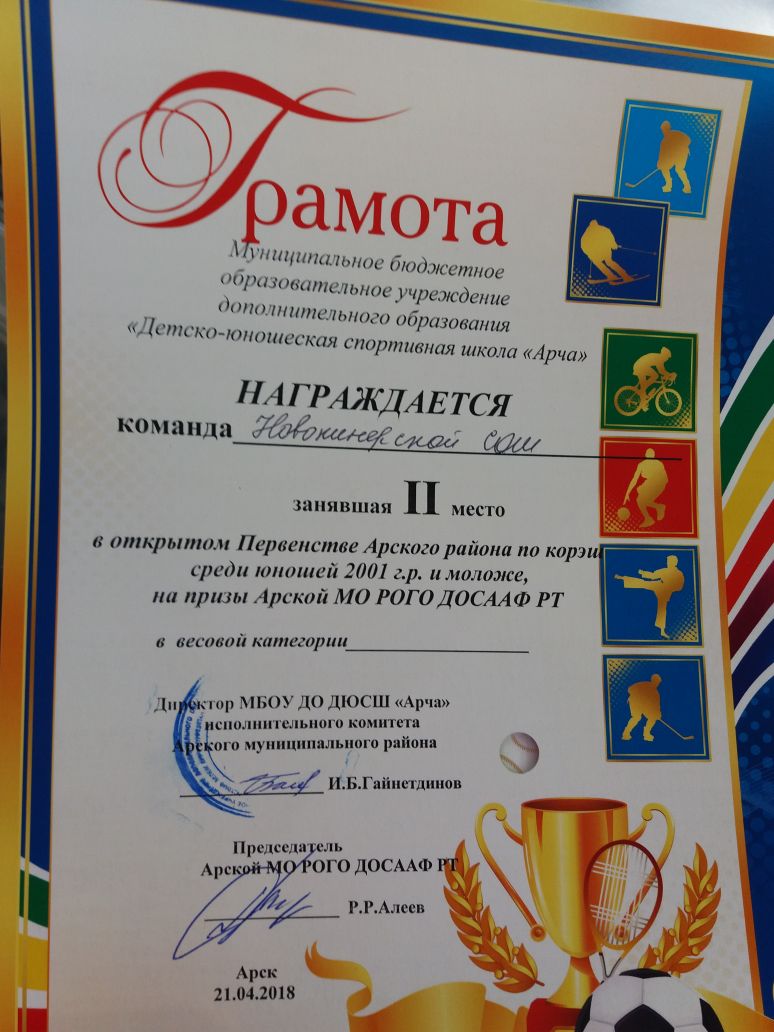 Грамота
Муниципальное бюджетное
образовательное учреждение
дополнительного образования
«Детско-юношеская спортивная школа «Арча»
НАГРАЖДАЕТСЯ
команда Новокинерской СОШ
занявшая II место
в открытом Первенстве Арского района по корэш
среди юношей 2001 г.р. и моложе,
на призы Арской МО РОГО ДОСААФ РТ
в весовой категории
Директор МБОУ ДО ДЮСШ «Арча»
исполнительного комитета
Арского муниципального района
И.Б.Гайнетдинов
Председатель
Арской МО РОГО ДОСААФ РТ
Р.Р.Алеев
Арск
21.04.2018